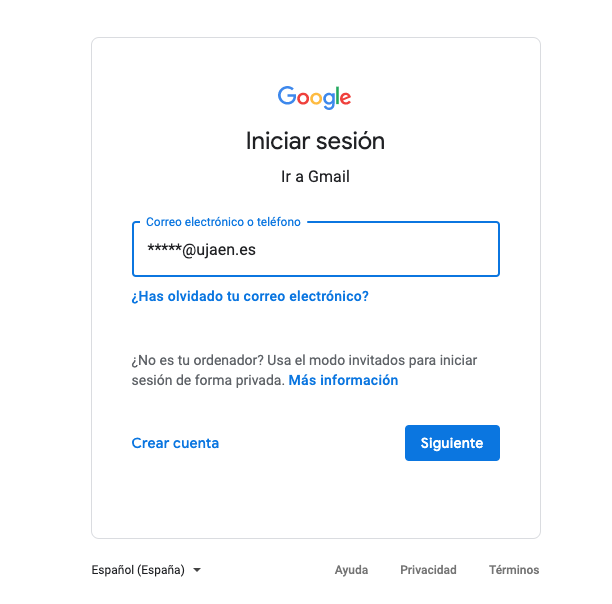 Google
Iniciar sesión
Ir a Gmail
Correo electrónico o teléfono
*****@ujaen.es
¿Has olvidado tu correo electrónico?
¿No es tu ordenador? Usa el modo invitados para iniciar
sesión de forma privada. Más información
Crear cuenta
Siguiente
Español (España)
Ayuda
Privacidad
Términos